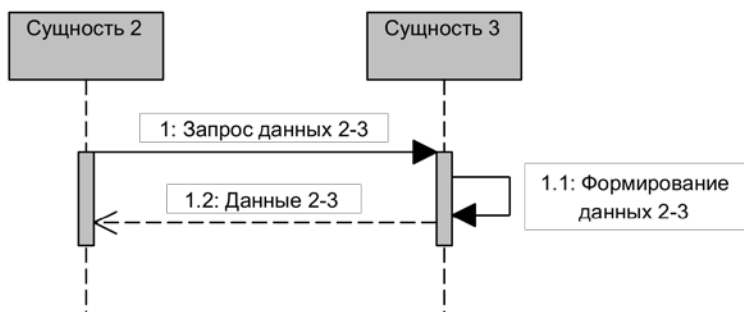 Сущность 2
Сущность 3
1: Запрос данных 2-3
1.1: Формирование
данных 2-3
1.2: Данные 2-3